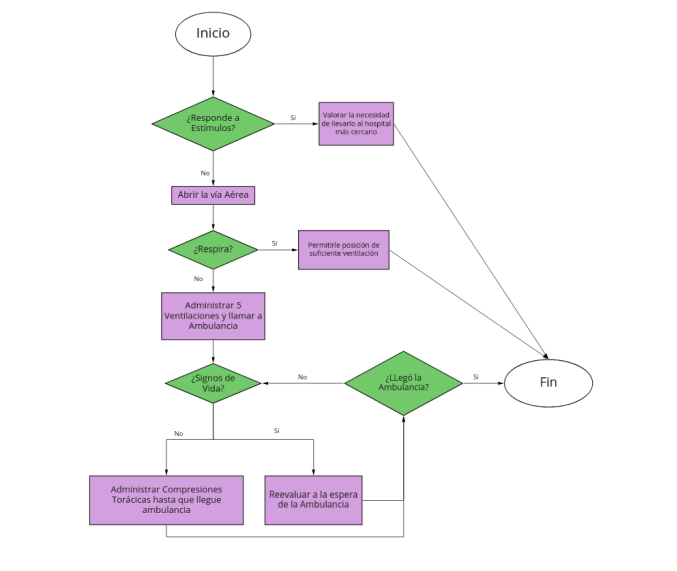 Inicio
¿Responde a
Estímulos?
Sí
Valorar la necesidad
de llevarlo al hospital
más cercano
No
Abrir la vía Aérea
¿Respira?
Sí
Permitirle posición de
suficiente ventilación
No
Administrar 5
Ventilaciones y llamar a
Ambulancia
¿Signos de
Vida?
No
¿LLegó la
Ambulancia?
Sí
Fin
No
Sí
Administrar Compresiones
Torácicas hasta que llegue
ambulancia
Reevaluar a la espera
de la Ambulancia